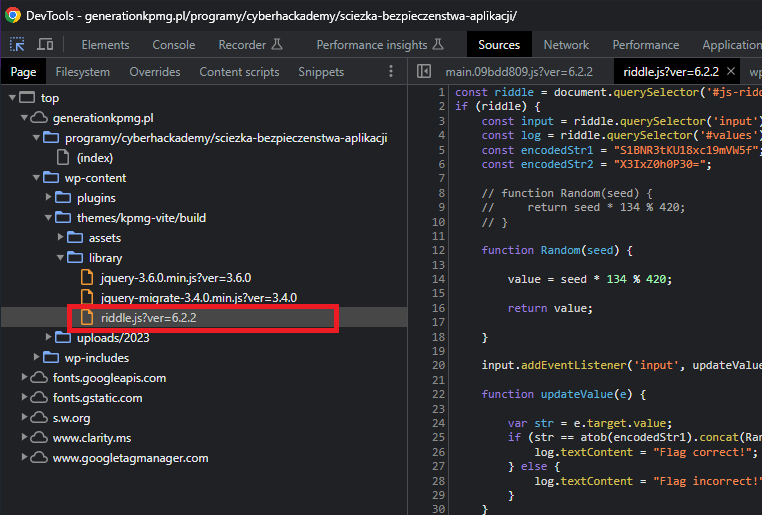 DevTools - generationkpmg.pl/programy/cyberhackademy/sciezka-bezpieczenstwa-aplikacji/
Elements Console Recorder Performance insights Sources Network Performance Application
Page Filesystem Overrides Content scripts Snippets
main.09bdd809.js?ver=6.2.2 riddle.js?ver=6.2.2 wp
top
generationkpmg.pl
programy/cyberhackademy/sciezka-bezpieczenstwa-aplikacji
(index)
wp-content
plugins
themes/kpmg-vite/build
assets
library
jquery-3.6.0.min.js?ver=3.6.0
jquery-migrate-3.4.0.min.js?ver=3.4.0
riddle.js?ver=6.2.2
uploads/2023
wp-includes
fonts.googleapis.com
fonts.gstatic.com
s.w.org
www.clarity.ms
www.googletagmanager.com
1 const riddle = document.querySelector('#js-ridd
2 if (riddle) {
3 const input = riddle.querySelector('input')
4 const log = riddle.querySelector('#values')
5 const encodedStr1 = "S1BNR3tKU18xc19mVW5f";
6 const encodedStr2 = "X3IxZ0h0P30=";
7
8 // function Random(seed) {
9 // return seed * 134 % 420;
10 // }
11
12 function Random(seed) {
13
14 value = seed * 134 % 420;
15
16 return value;
17
18 }
19
20 input.addEventListener('input', updateValue
21
22 function updateValue(e) {
23
24 var str = e.target.value;
25 if (str == atob(encodedStr1).concat(Ran
26 log.textContent = "Flag correct!";
27 } else {
28 log.textContent = "Flag incorrect!"
29 }
30 }